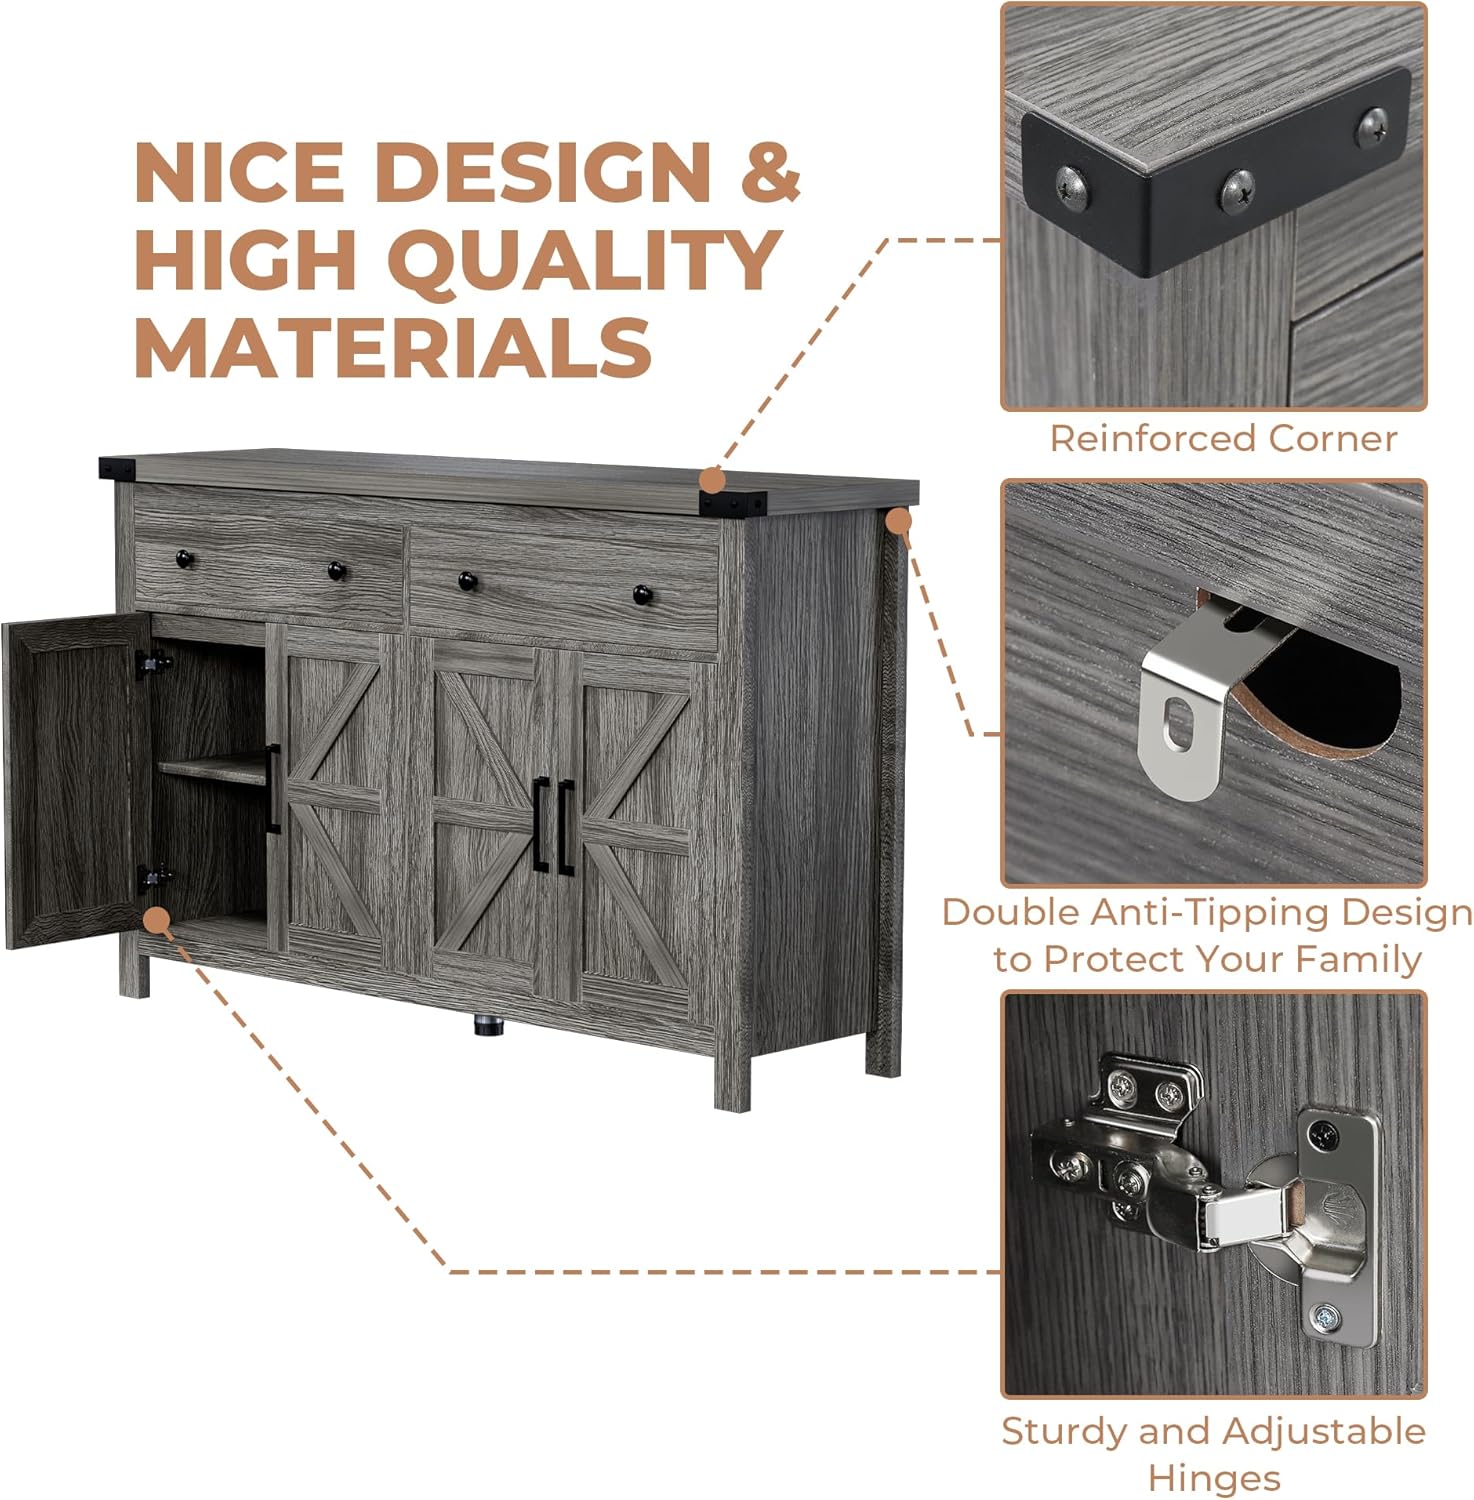 NICE DESIGN &
HIGH QUALITY
MATERIALS
Reinforced Corner
Double Anti-Tipping Design
to Protect Your Family
Sturdy and Adjustable
Hinges